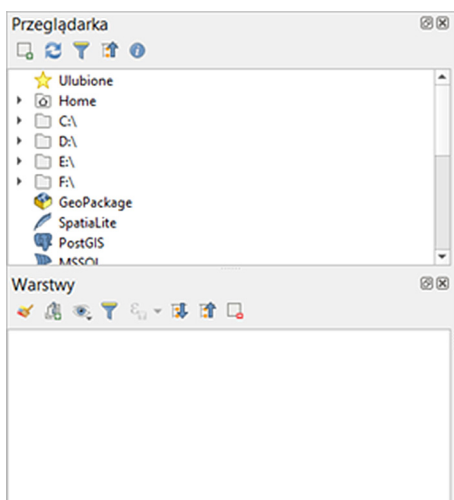 Przeglądarka
Ulubione
Home
C:\
D:\
E:\
F:\
GeoPackage
SpatiaLite
PostGIS
MSSQL
Warstwy